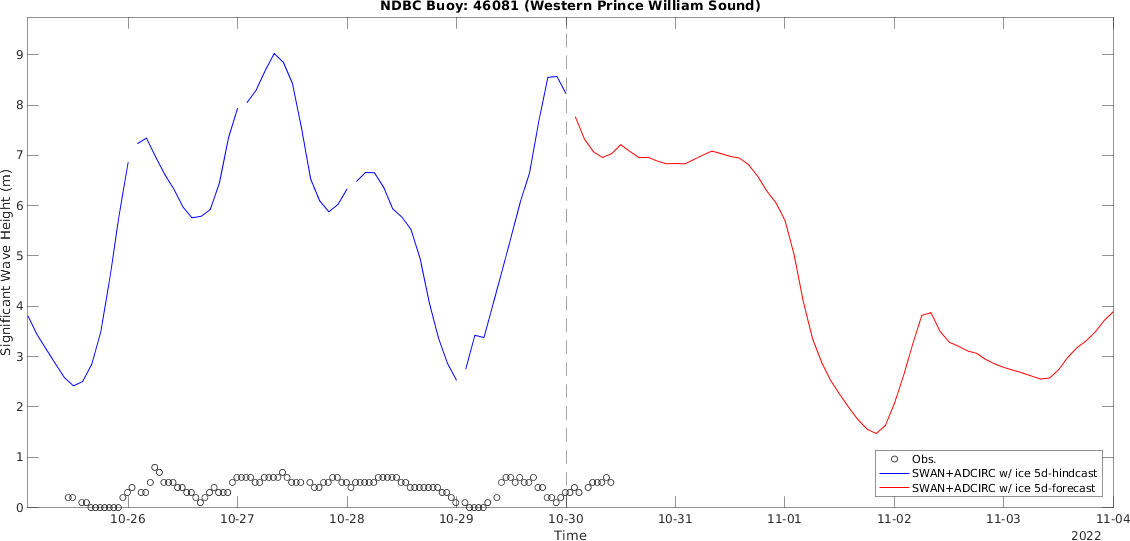 NDBC Buoy: 46081 (Western Prince William Sound)
Significant Wave Height (m)
9
8
7
6
5
4
3
2
1
0
Obs.
SWAN+ADCIRC w/ ice 5d-hindcast
SWAN+ADCIRC w/ ice 5d-forecast
10-26 10-27 10-28 10-29 10-30 10-31 11-01 11-02 11-03 11-04
Time
2022